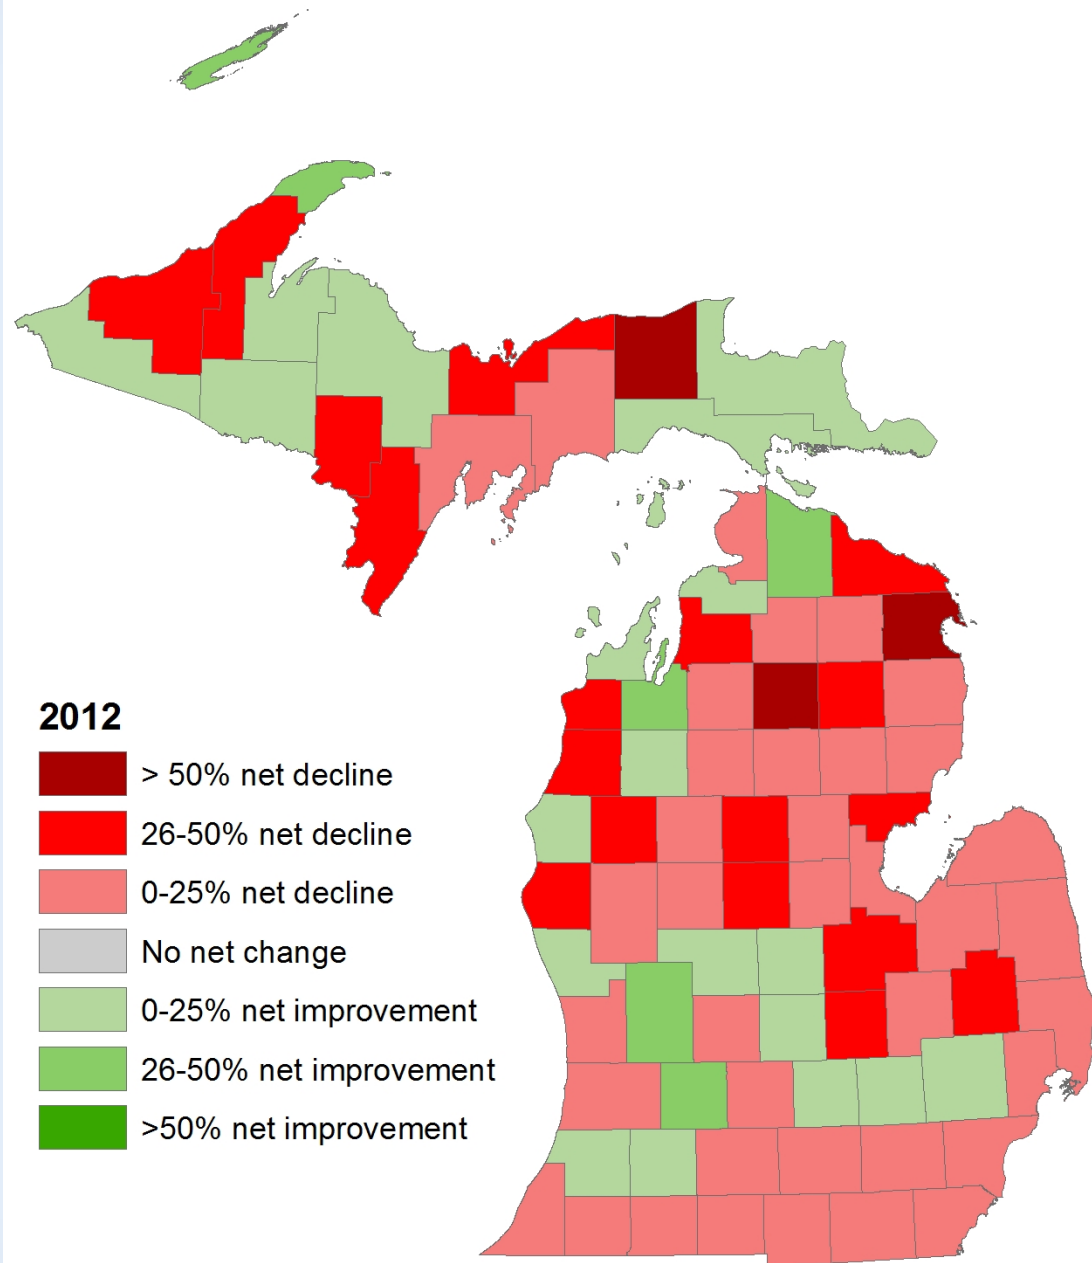 2012
> 50% net decline
26-50% net decline
0-25% net decline
No net change
0-25% net improvement
26-50% net improvement
>50% net improvement